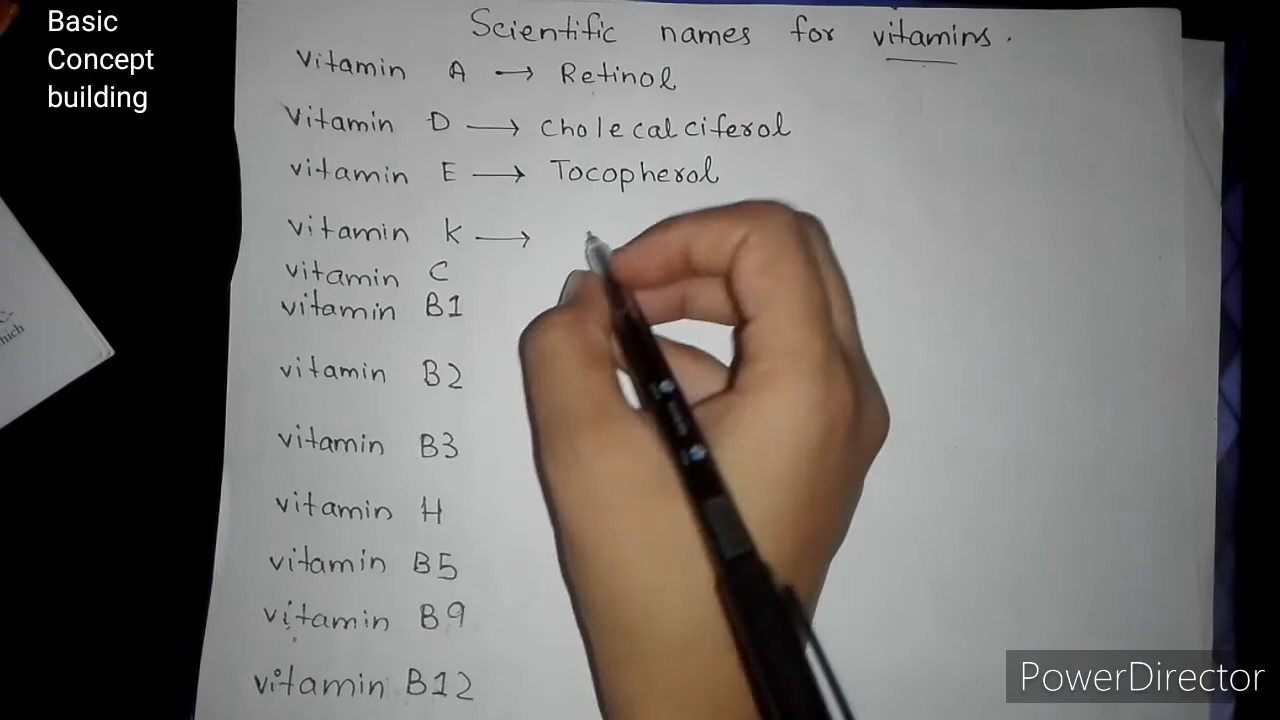 Basic
Concept
building
Scientific names for vitamins.
Vitamin A → Retinol
Vitamin D → Cholecalciferol
vitamin E → Tocopherol
vitamin K →
vitamin C
vitamin B1
vitamin B2
vitamin B3
vitamin H
vitamin B5
vitamin B9
vitamin B12
C-
hich
PowerDirector